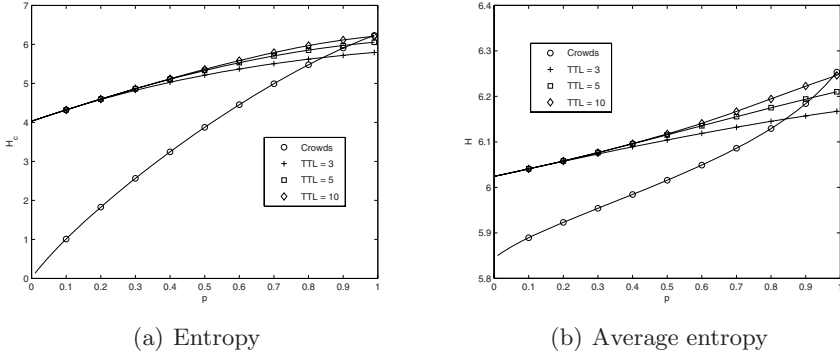 7
6
5
4
3
2
1
0
H_c
0 0.1 0.2 0.3 0.4 0.5 0.6 0.7 0.8 0.9 1
p
Crowds
TTL = 3
TTL = 5
TTL = 10
(a) Entropy
6.4
6.3
6.2
6.1
6
5.9
5.8
H
0 0.1 0.2 0.3 0.4 0.5 0.6 0.7 0.8 0.9 1
p
Crowds
TTL = 3
TTL = 5
TTL = 10
(b) Average entropy